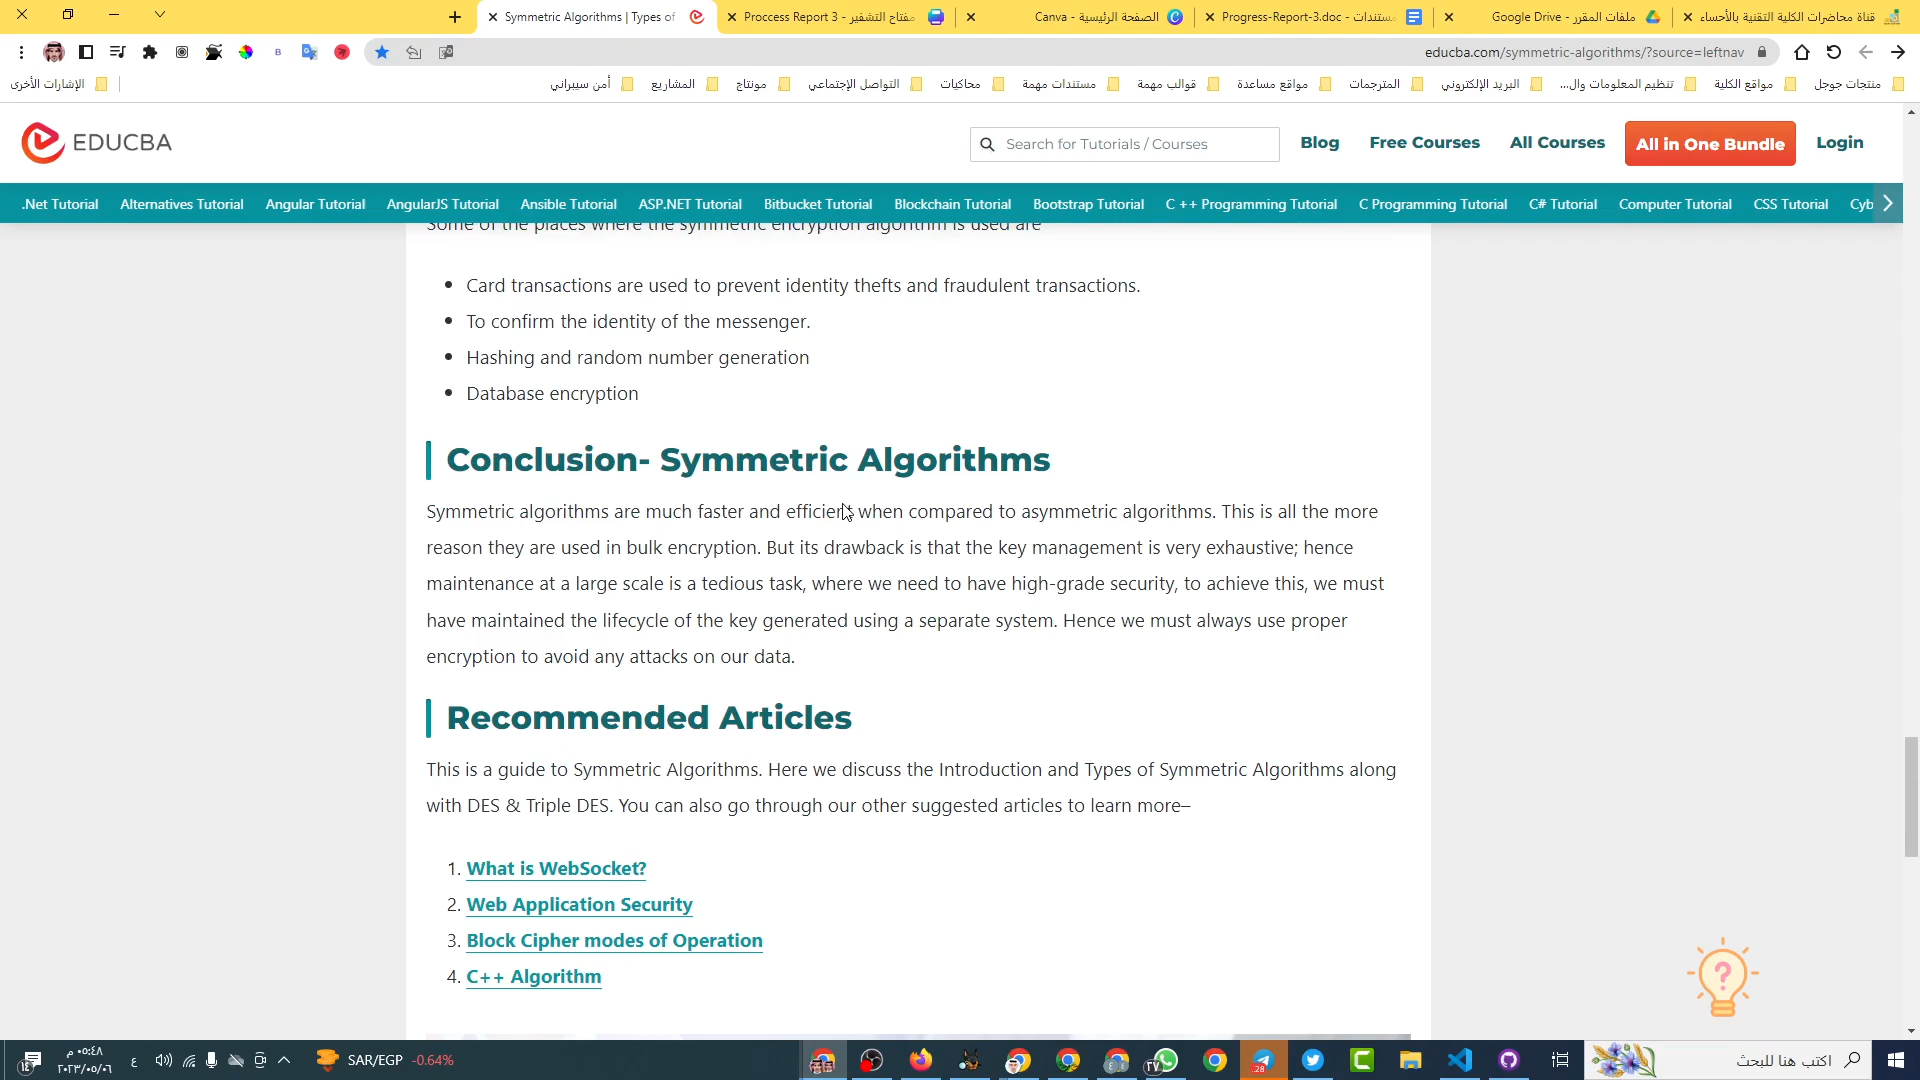 Symmetric Algorithms | Types of
Proccess Report 3 - مفتاح التشفير
الصفحة الرئيسية - Canva
Progress-Report-3.doc - مستندات
ملفات المقرر - Google Drive
قناة محاضرات الكلية التقنية بالأحساء
educba.com/symmetric-algorithms/?source=leftnav
منتجات جوجل
مواقع الكلية
تنظيم المعلومات وال...
البريد الإلكتروني
المترجمات
مواقع مساعدة
قوالب مهمة
مستندات مهمة
محاكيات
التواصل الإجتماعي
مونتاج
المشاريع
أمن سيبراني
الإشارات الأخرى
EDUCBA
Search for Tutorials / Courses
Blog
Free Courses
All Courses
All in One Bundle
Login
.Net Tutorial
Alternatives Tutorial
Angular Tutorial
AngularJS Tutorial
Ansible Tutorial
ASP.NET Tutorial
Bitbucket Tutorial
Blockchain Tutorial
Bootstrap Tutorial
C ++ Programming Tutorial
C Programming Tutorial
C# Tutorial
Computer Tutorial
CSS Tutorial
Cyb
Some of the places where the symmetric encryption algorithm is used are
• Card transactions are used to prevent identity thefts and fraudulent transactions.
• To confirm the identity of the messenger.
• Hashing and random number generation
• Database encryption
Conclusion- Symmetric Algorithms
Symmetric algorithms are much faster and efficient when compared to asymmetric algorithms. This is all the more
reason they are used in bulk encryption. But its drawback is that the key management is very exhaustive; hence
maintenance at a large scale is a tedious task, where we need to have high-grade security, to achieve this, we must
have maintained the lifecycle of the key generated using a separate system. Hence we must always use proper
encryption to avoid any attacks on our data.
Recommended Articles
This is a guide to Symmetric Algorithms. Here we discuss the Introduction and Types of Symmetric Algorithms along
with DES & Triple DES. You can also go through our other suggested articles to learn more–
1. What is WebSocket?
2. Web Application Security
3. Block Cipher modes of Operation
4. C++ Algorithm
٠٥:٤٨ م
٢٠٢٣/٠٥/٠٦
ع
SAR/EGP -0.64%
TV
28
اكتب هنا للبحث